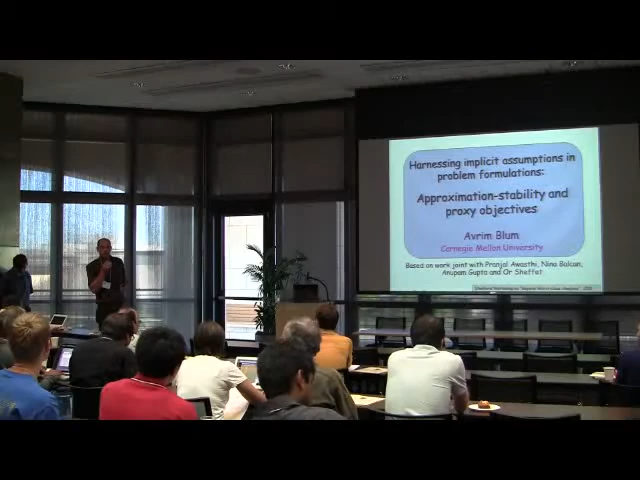 Harnessing implicit assumptions in
problem formulations:
Approximation-stability and
proxy objectives
Avrim Blum
Carnegie Mellon University
Based on work joint with Pranjal Awasthi, Nina Balcan,
Anupam Gupta and Or Sheffet